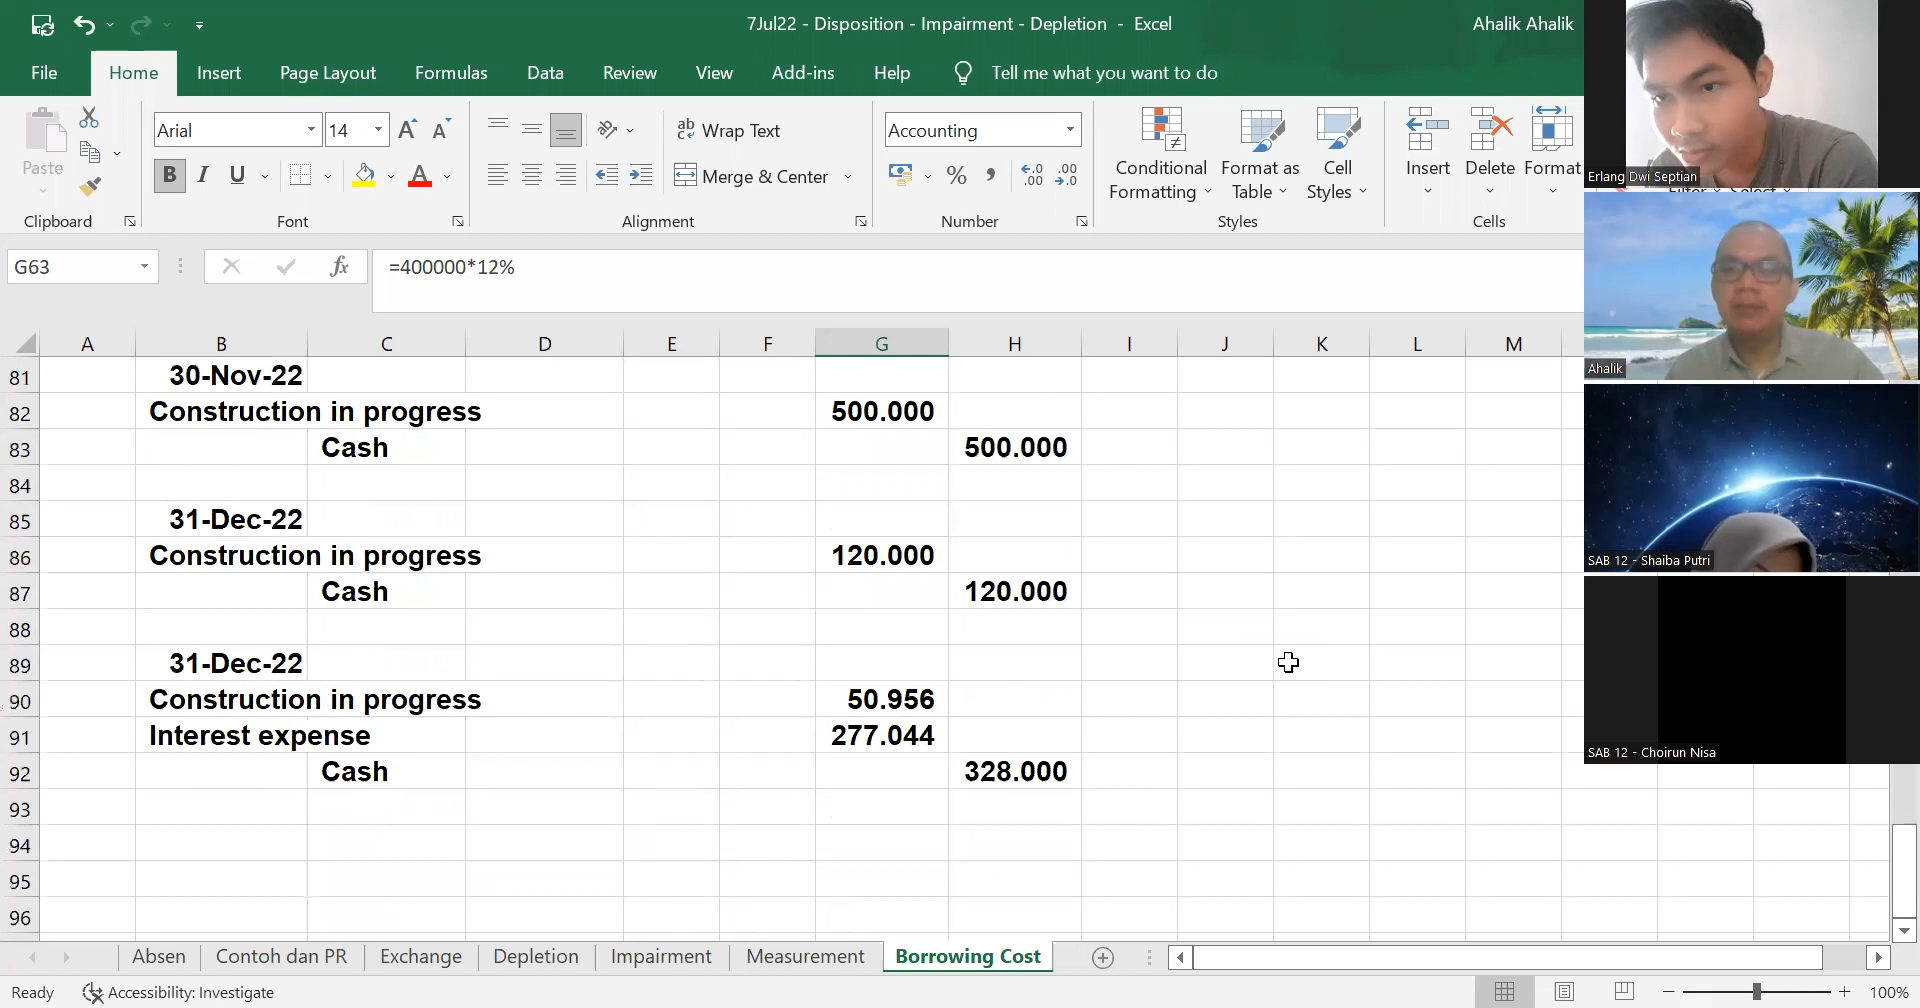 7Jul22 - Disposition - Impairment - Depletion - Excel
Ahalik Ahalik
File Home Insert Page Layout Formulas Data Review View Add-ins Help Tell me what you want to do
Paste
Clipboard
Arial 14
B I U
Font
Wrap Text
Merge & Center
Alignment
Accounting
Number
Conditional Formatting
Format as Table
Cell Styles
Styles
Insert Delete Format
Cells
G63
fx
=400000*12%
A B C D E F G H I J K L M
81 30-Nov-22
82 Construction in progress 500.000
83 Cash 500.000
84
85 31-Dec-22
86 Construction in progress 120.000
87 Cash 120.000
88
89 31-Dec-22
90 Construction in progress 50.956
91 Interest expense 277.044
92 Cash 328.000
93
94
95
96
Absen Contoh dan PR Exchange Depletion Impairment Measurement Borrowing Cost
Ready Accessibility: Investigate
100%
Erlang Dwi Septian
Ahalik
SAB 12 - Shaiba Putri
SAB 12 - Choirun Nisa